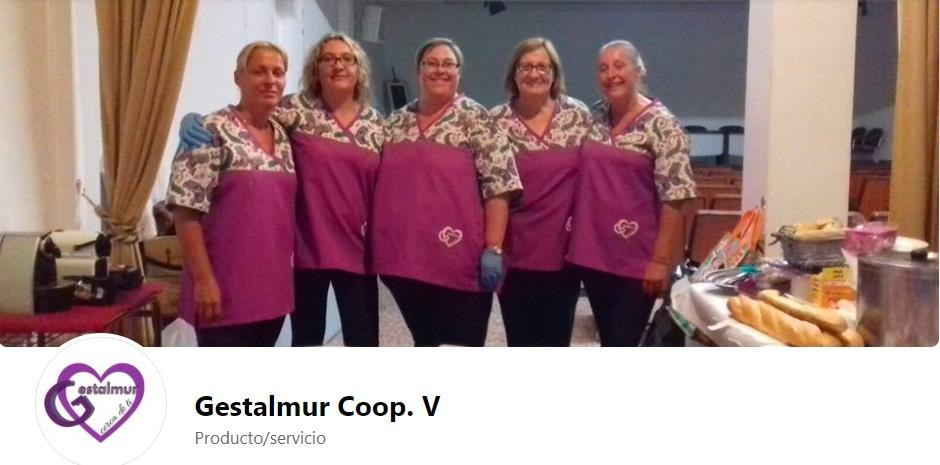 Gestalmur
cerca de ti
Gestalmur Coop. V
Producto/servicio